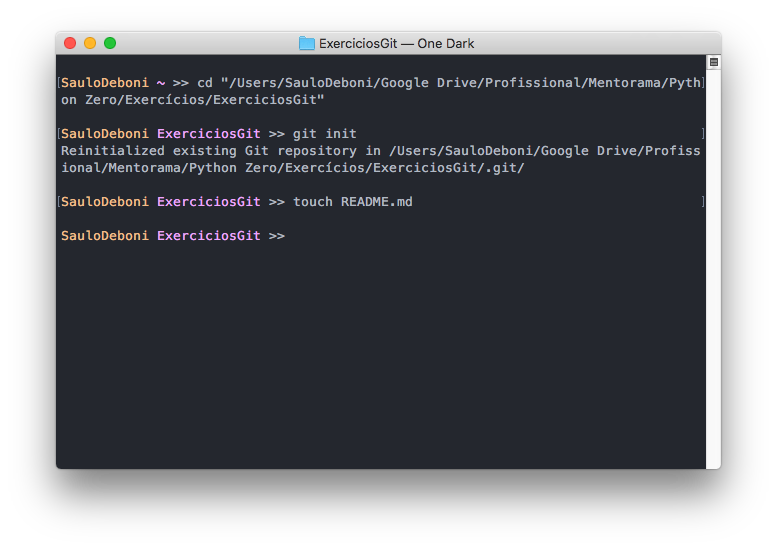 ExerciciosGit — One Dark
[SauloDeboni ~ >> cd "/Users/SauloDeboni/Google Drive/Profissional/Mentorama/Pyth]
on Zero/Exercícios/ExerciciosGit"
[SauloDeboni ExerciciosGit >> git init ]
Reinitialized existing Git repository in /Users/SauloDeboni/Google Drive/Profiss
ional/Mentorama/Python Zero/Exercícios/ExerciciosGit/.git/
[SauloDeboni ExerciciosGit >> touch README.md ]
SauloDeboni ExerciciosGit >>